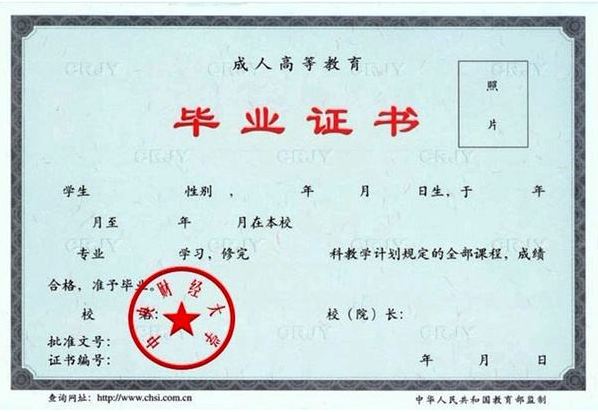 成人高等教育
毕业证书
照
片
学生 性别 , 年 月 日生,于 年
月至 年 月在本校
专业 学习,修完 科教学计划规定的全部课程,成绩
合格,准予毕业。
校 名: 校(院)长:
中央财经大学
批准文号:
证书编号: 年 月 日
查询网址:http://www.chsi.com.cn 中华人民共和国教育部监制
CRJY CRJY CRJY CRJY
CRJY CRJY
CRJY CRJY CRJY
CRJY CRJY
CRJY